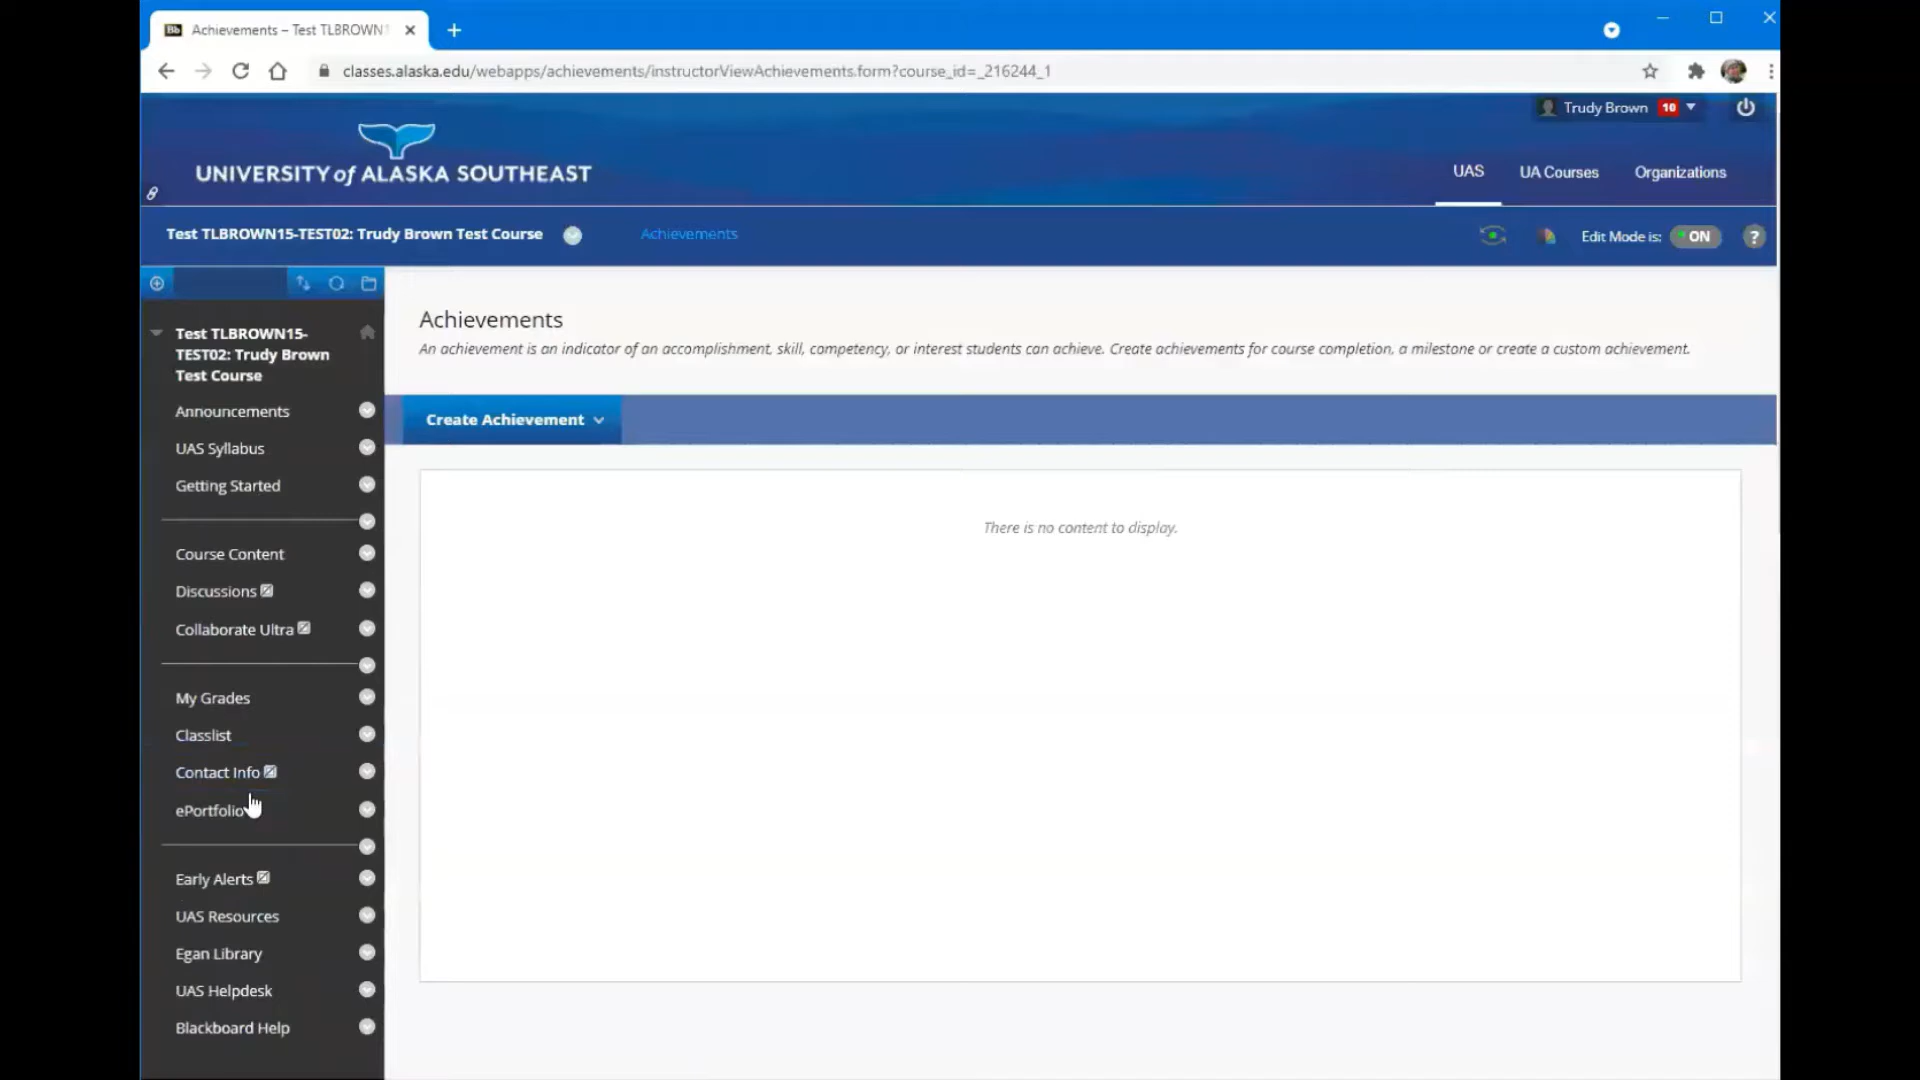 Bb Achievements – Test TLBROWN1
classes.alaska.edu/webapps/achievements/instructorViewAchievements.form?course_id=_216244_1
Trudy Brown 10
UNIVERSITY of ALASKA SOUTHEAST
UAS UA Courses Organizations
Test TLBROWN15-TEST02: Trudy Brown Test Course Achievements Edit Mode is: ON ?
Test TLBROWN15-
TEST02: Trudy Brown
Test Course
Announcements
UAS Syllabus
Getting Started
Course Content
Discussions
Collaborate Ultra
My Grades
Classlist
Contact Info
ePortfolio
Early Alerts
UAS Resources
Egan Library
UAS Helpdesk
Blackboard Help
Achievements
An achievement is an indicator of an accomplishment, skill, competency, or interest students can achieve. Create achievements for course completion, a milestone or create a custom achievement.
Create Achievement
There is no content to display.